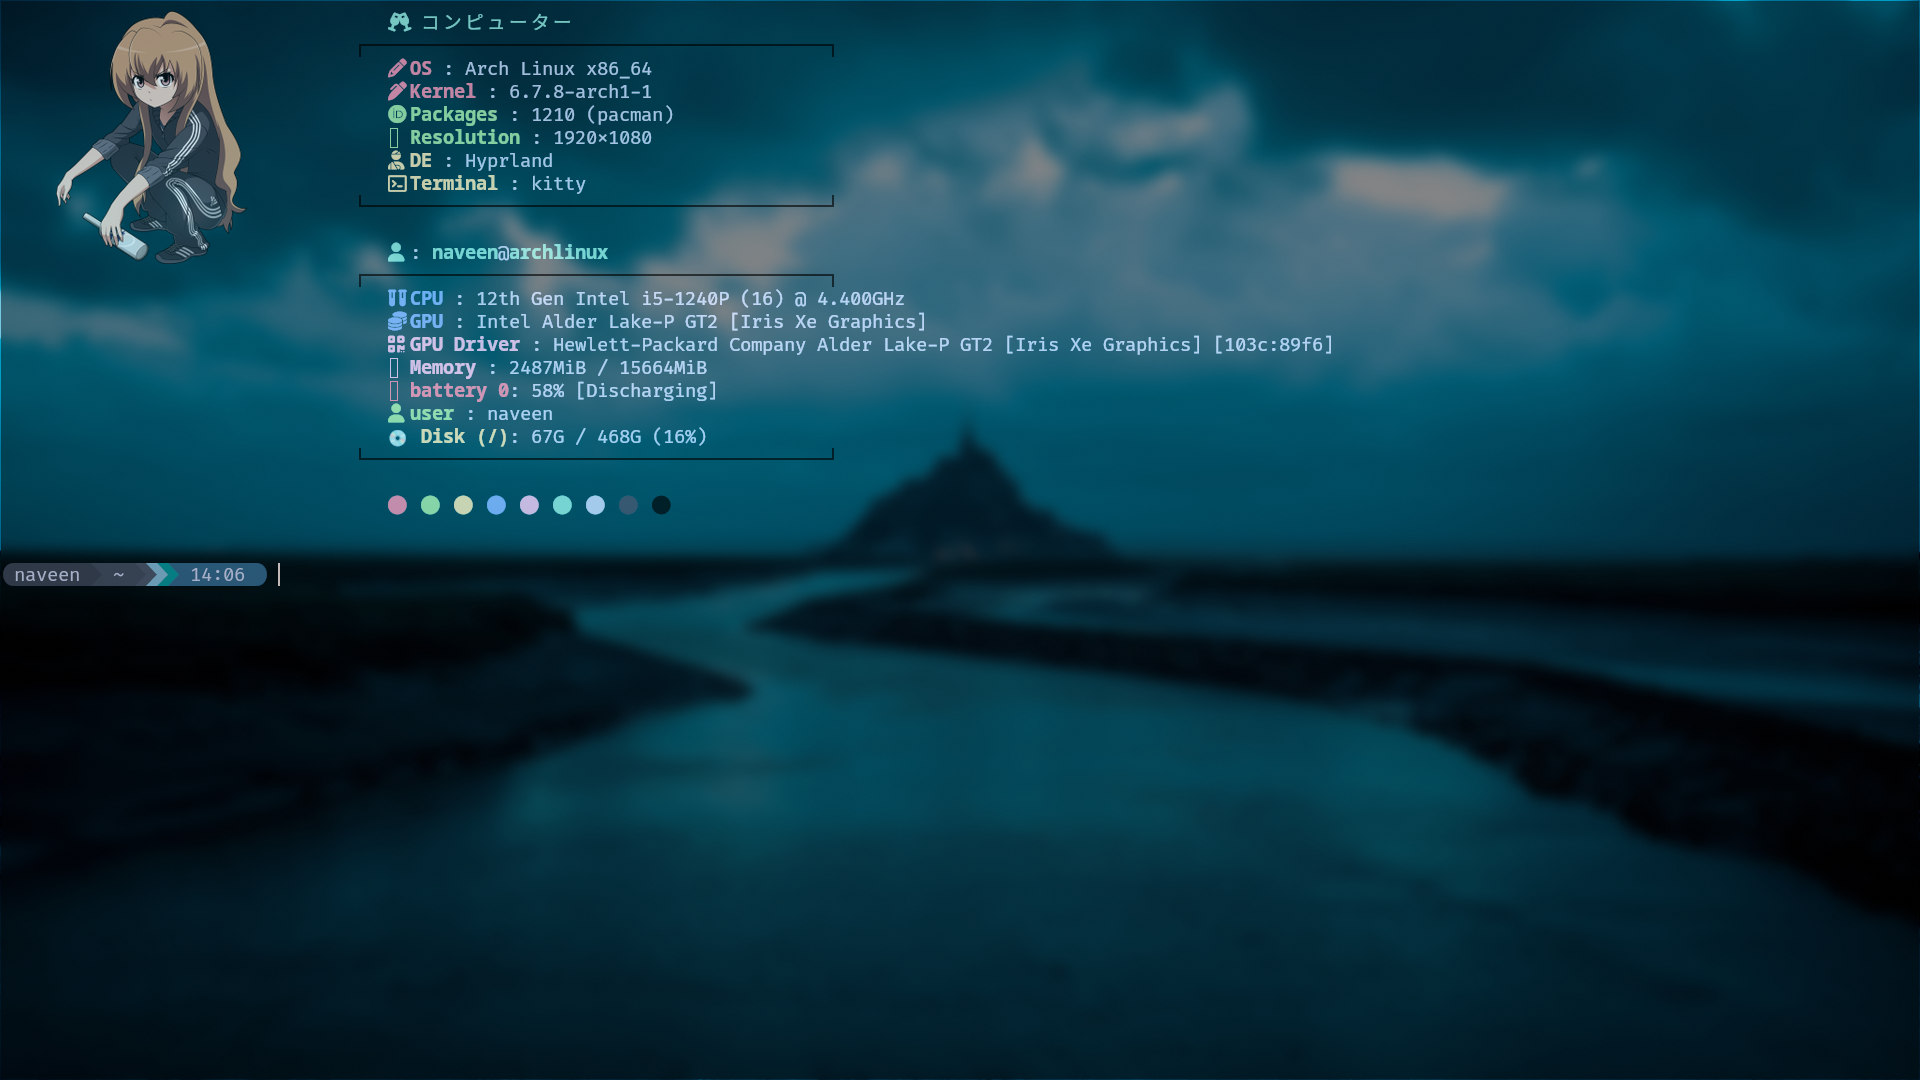 コンピューター
OS : Arch Linux x86_64
Kernel : 6.7.8-arch1-1
Packages : 1210 (pacman)
Resolution : 1920×1080
DE : Hyprland
Terminal : kitty
: naveen@archlinux
CPU : 12th Gen Intel i5-1240P (16) @ 4.400GHz
GPU : Intel Alder Lake-P GT2 [Iris Xe Graphics]
GPU Driver : Hewlett-Packard Company Alder Lake-P GT2 [Iris Xe Graphics] [103c:89f6]
Memory : 2487MiB / 15664MiB
battery 0: 58% [Discharging]
user : naveen
Disk (/): 67G / 468G (16%)
naveen ~ 14:06